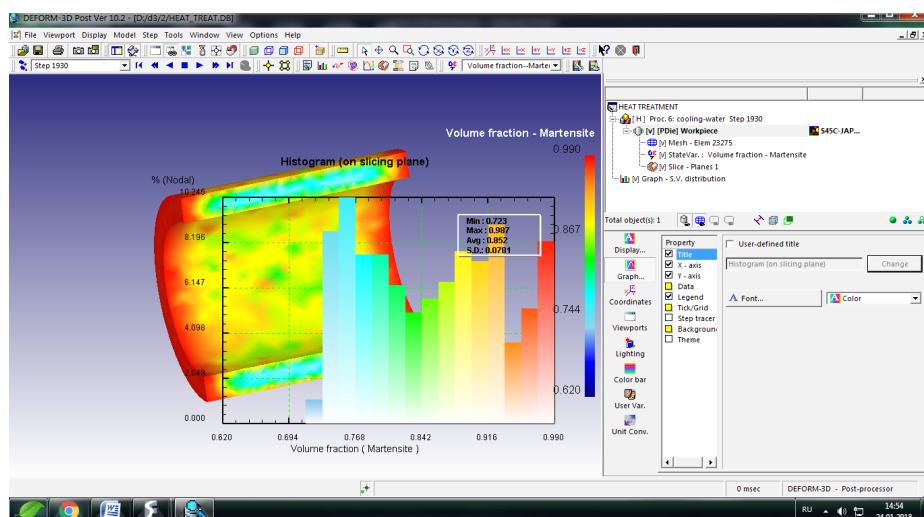 DEFORM-3D Post Ver 10.2 - [D:/d3/2/HEAT_TREAT.DB]
File Viewport Display Model Step Tools Window View Options Help
Step 1930
Volume fraction--Marter
Volume fraction - Martensite
0.990
0.867
0.744
0.620
Histogram (on slicing plane)
% (Nodal)
10.246
8.196
6.147
4.098
2.049
0.000
Min : 0.723
Max : 0.987
Avg : 0.852
S.D.: 0.0781
0.620 0.694 0.768 0.842 0.916 0.990
Volume fraction ( Martensite )
HEAT TREATMENT
[H] Proc. 6: cooling-water Step 1930
[v] [PDie] Workpiece S45C-JAP...
[v] Mesh - Elem 23275
[v] StateVar. : Volume fraction - Martensite
[v] Slice - Planes 1
[v] Graph - S.V. distribution
Total object(s): 1
Display...
Graph...
Coordinates
Viewports
Lighting
Color bar
User Var.
Unit Conv.
Property
Title
X - axis
Y - axis
Data
Legend
Tick/Grid
Step tracer
Backgroun
Theme
User-defined title
Histogram (on slicing plane) Change
A Font... Color
0 msec DEFORM-3D - Post-processor
RU 14:54
24.01.2018